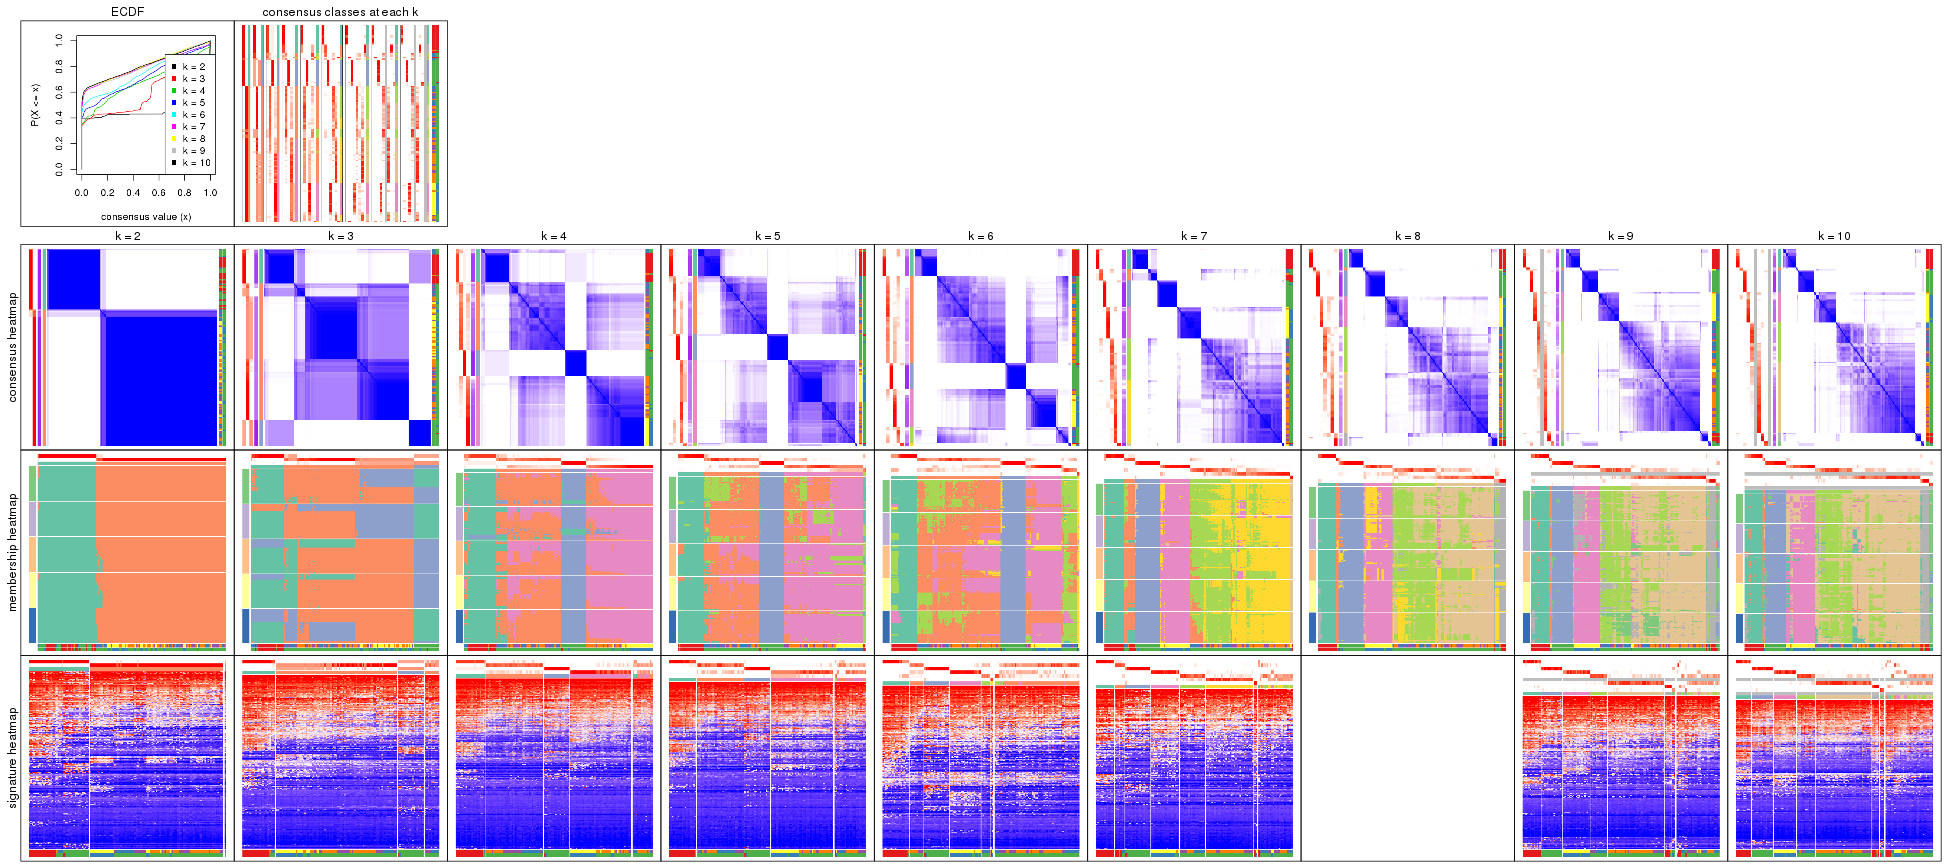 ECDF
consensus classes at each k
P(X <= x)
0.0 0.2 0.4 0.6 0.8 1.0
k = 2
k = 3
k = 4
k = 5
k = 6
k = 7
k = 8
k = 9
k = 10
0.0 0.2 0.4 0.6 0.8 1.0
consensus value (x)
k = 2 k = 3 k = 4 k = 5 k = 6 k = 7 k = 8 k = 9 k = 10
consensus heatmap
membership heatmap
signature heatmap